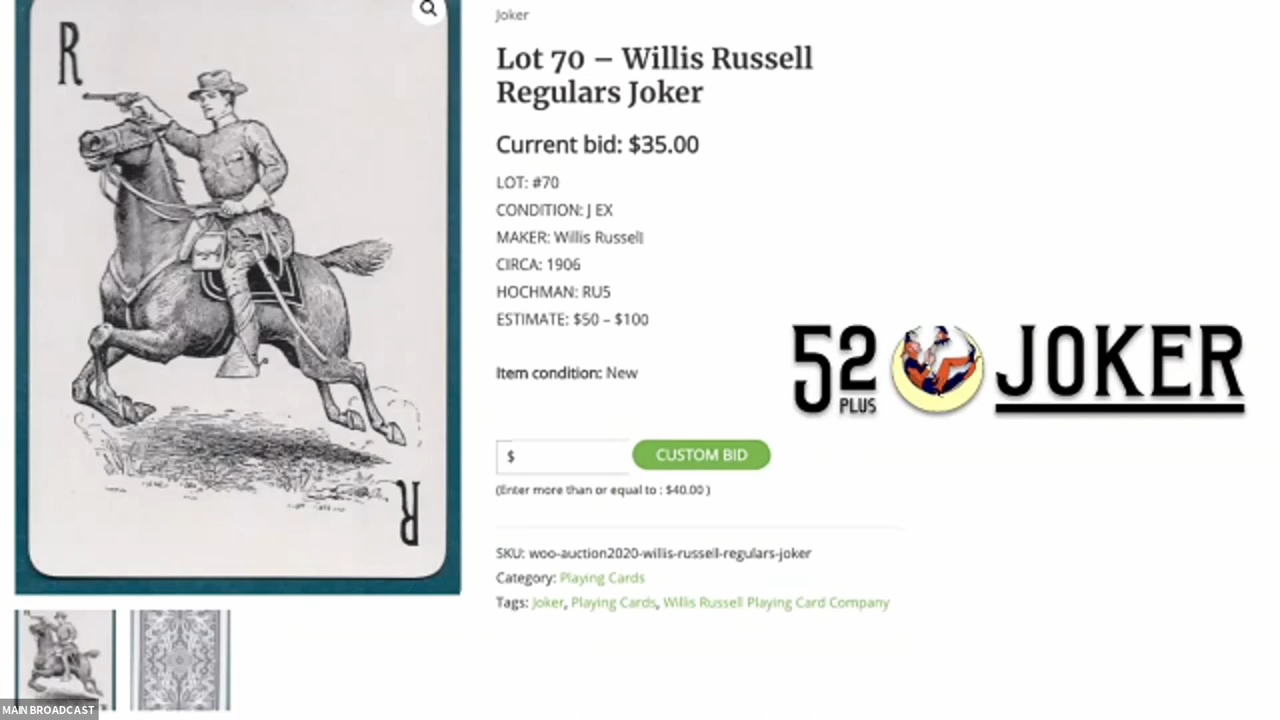 Joker
R
Lot 70 – Willis Russell
Regulars Joker
Current bid: $35.00
LOT: #70
CONDITION: J EX
MAKER: Willis Russell
CIRCA: 1906
HOCHMAN: RU5
ESTIMATE: $50 – $100
Item condition: New
52 PLUS JOKER
$ CUSTOM BID
(Enter more than or equal to : $40.00 )
R
SKU: woo-auction2020-willis-russell-regulars-joker
Category: Playing Cards
Tags: Joker, Playing Cards, Willis Russell Playing Card Company
MAIN BROADCAST